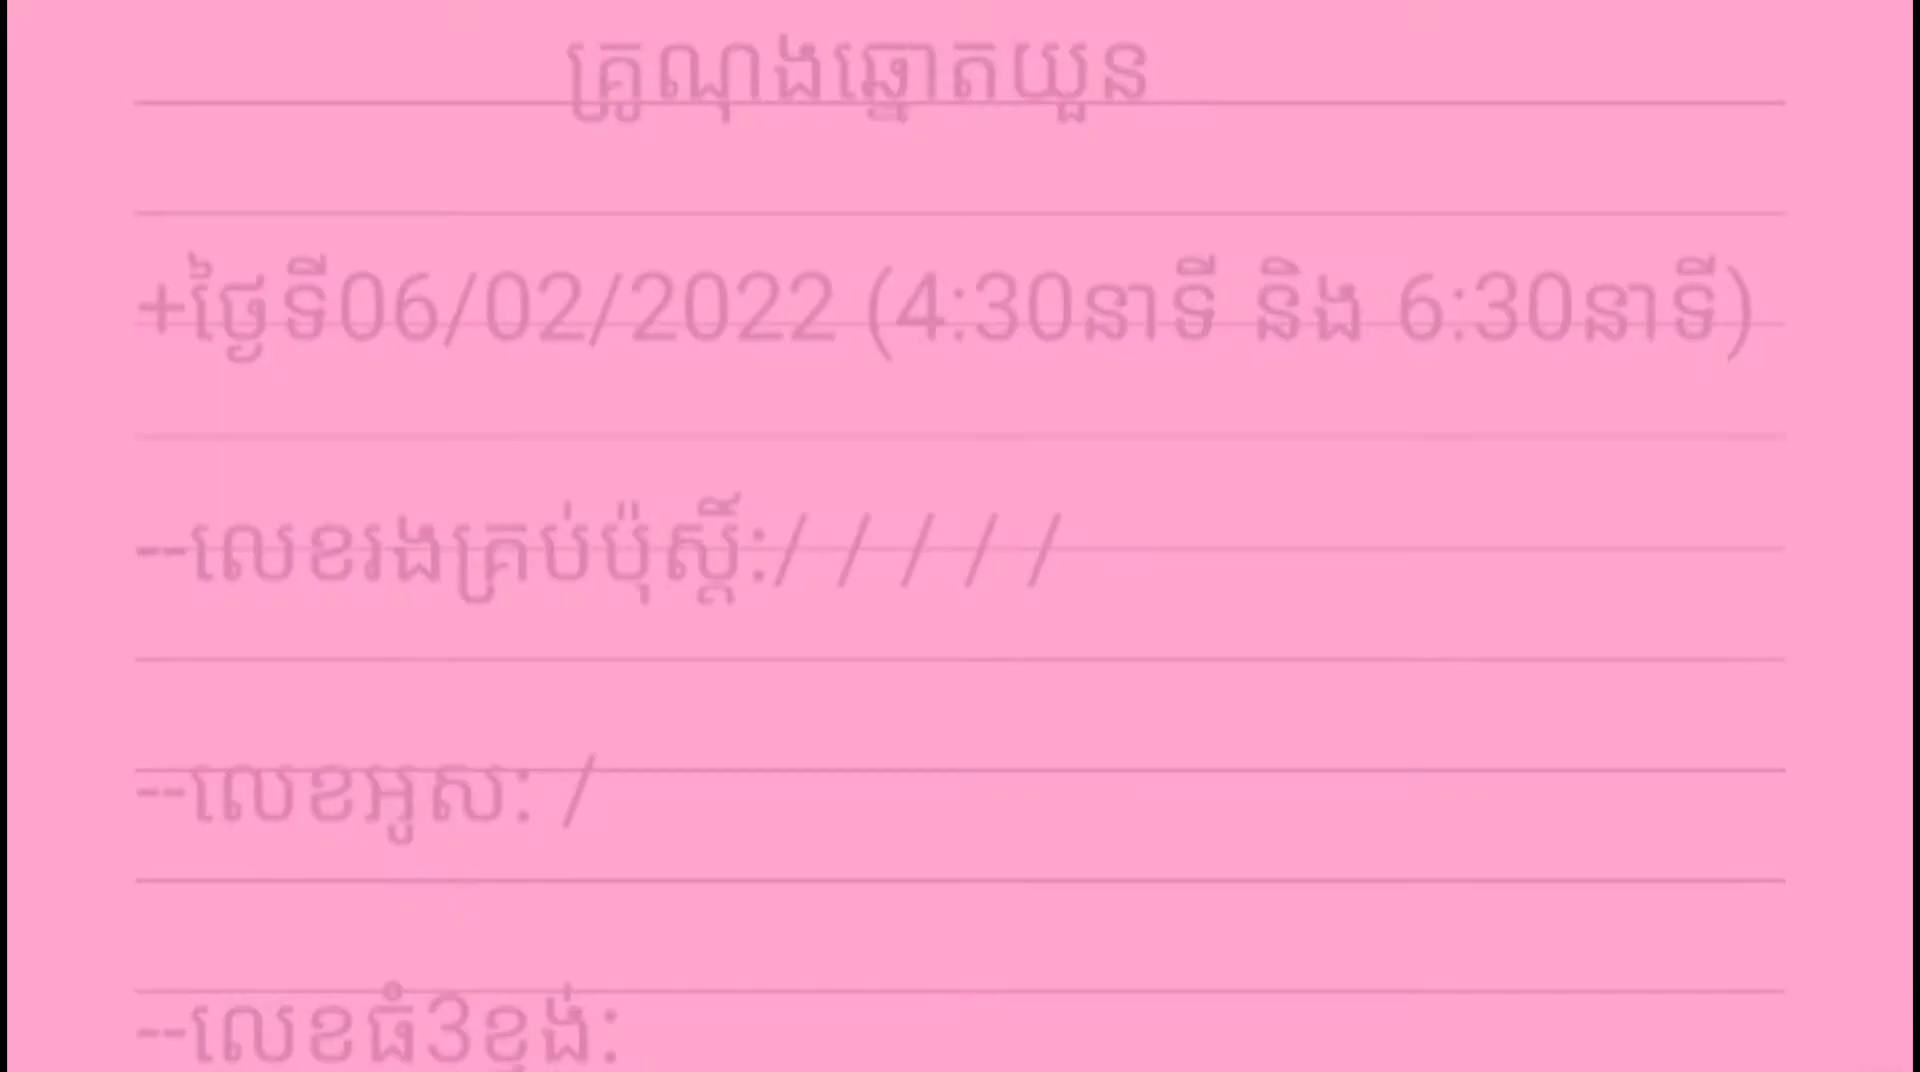 គ្រូណុងឆ្នោតយួន
+ថ្ងៃទី06/02/2022 (4:30នាទី និង 6:30នាទី)
--លេខរងគ្រប់ប៉ុស្តិ៍:/ / / / /
--លេខអូស: /
--លេខធំ3ខ្ទង់: